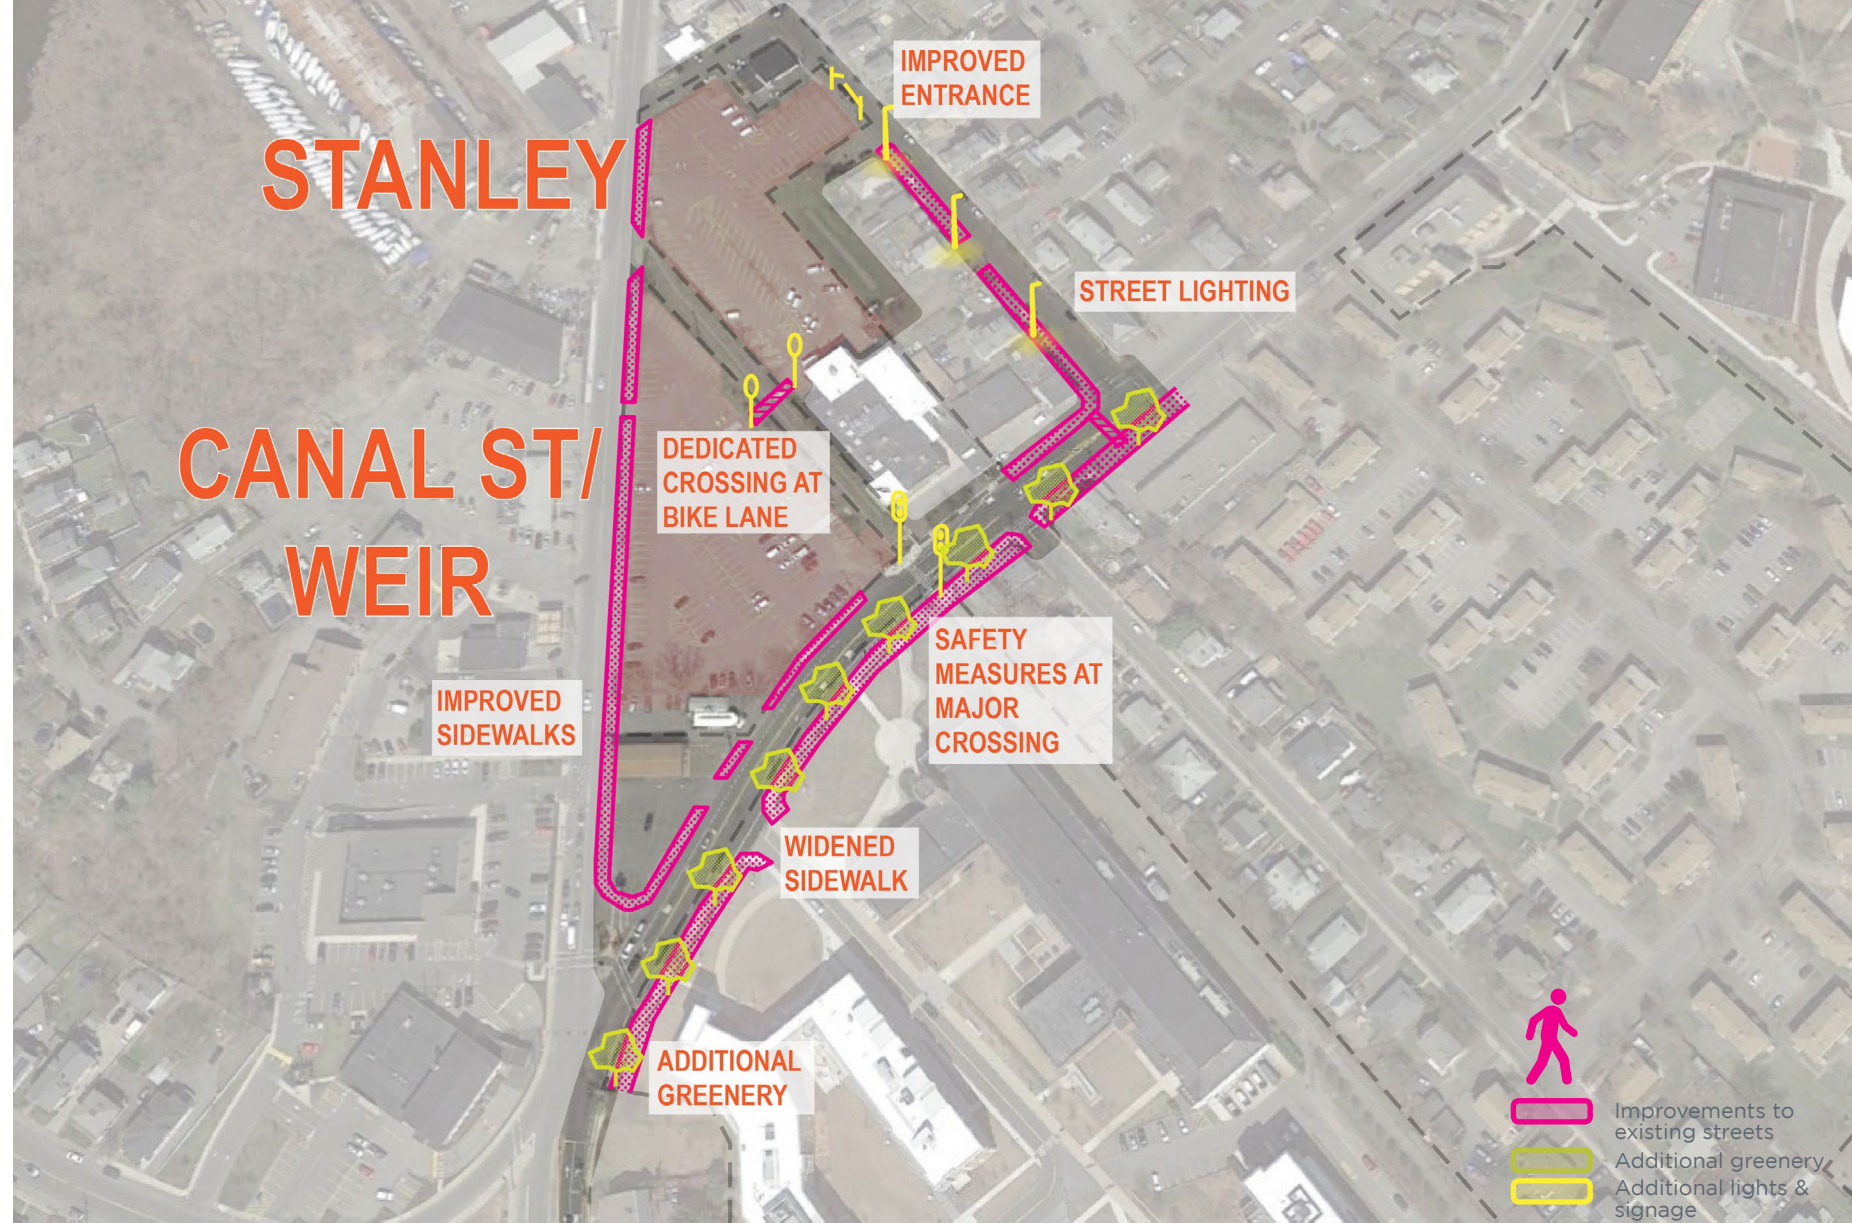 IMPROVED
ENTRANCE
STANLEY
STREET LIGHTING
CANAL ST/
WEIR
DEDICATED
CROSSING AT
BIKE LANE
SAFETY
MEASURES AT
MAJOR
CROSSING
IMPROVED
SIDEWALKS
WIDENED
SIDEWALK
ADDITIONAL
GREENERY
Improvements to
existing streets
Additional greenery
Additional lights &
signage